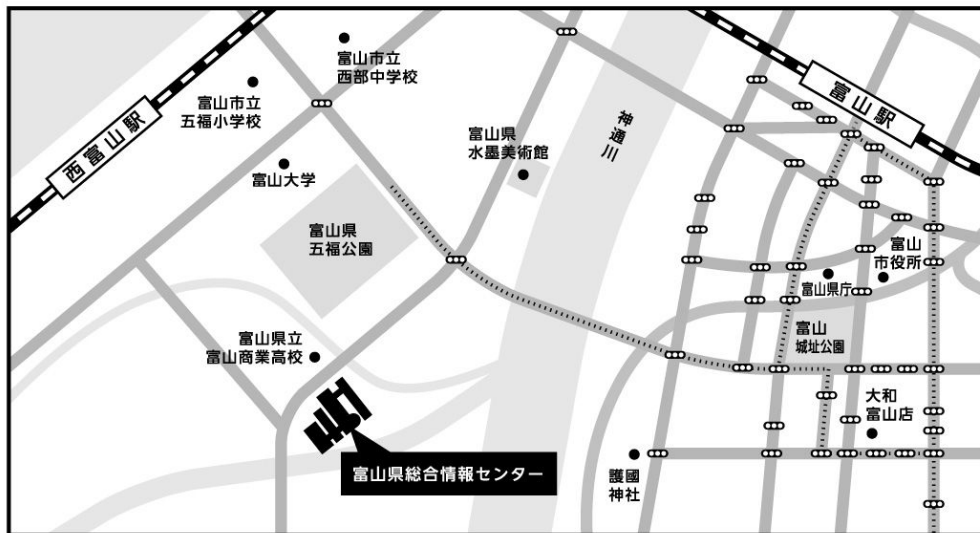 富山市立
西部中学校
富山市立
五福小学校
西富山駅
富山大学
富山県
五福公園
富山県
水墨美術館
神通川
富山駅
富山
市役所
富山県庁
富山
城址公園
富山県立
富山商業高校
大和
富山店
富山県総合情報センター
護國
神社